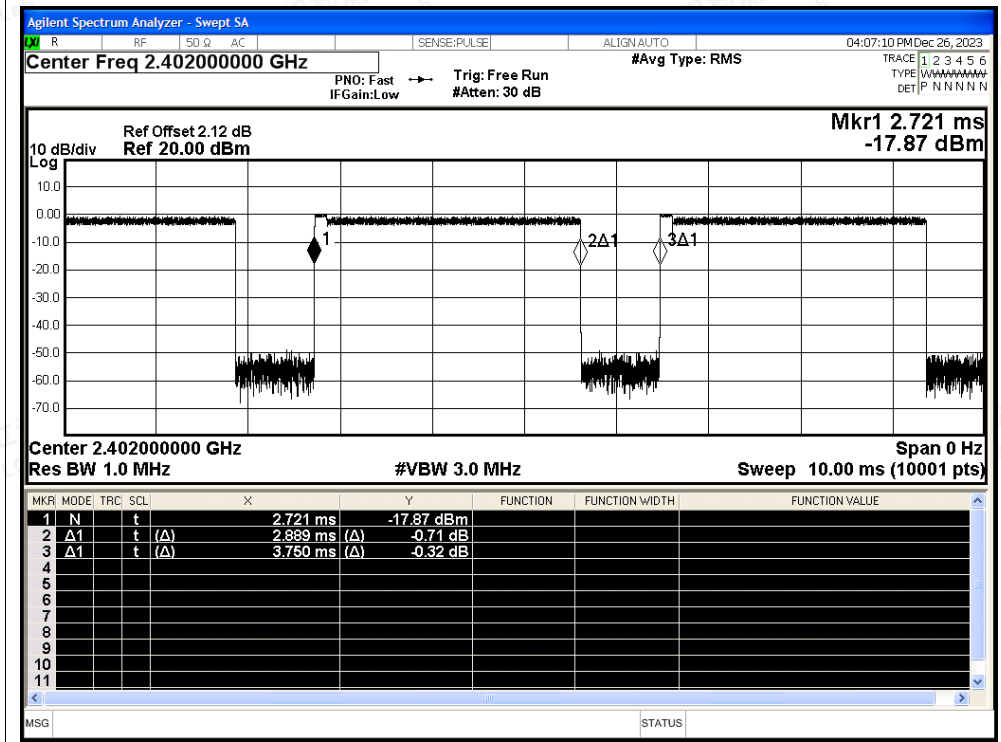 Agilent Spectrum Analyzer - Swept SA
LXI R RF 50 Ω AC SENSE:PULSE ALIGN AUTO 04:07:10 PM Dec 26, 2023
Center Freq 2.402000000 GHz #Avg Type: RMS TRACE 1 2 3 4 5 6
PNO: Fast Trig: Free Run TYPE WWWWWW
IFGain:Low #Atten: 30 dB DET P N N N N N
Mkr1 2.721 ms
Ref Offset 2.12 dB
10 dB/div Ref 20.00 dBm -17.87 dBm
Log
10.0
0.00
-10.0 1 2Δ1 3Δ1
-20.0
-30.0
-40.0
-50.0
-60.0
-70.0
Center 2.402000000 GHz Span 0 Hz
Res BW 1.0 MHz #VBW 3.0 MHz Sweep 10.00 ms (10001 pts)
MKR MODE TRC SCL X Y FUNCTION FUNCTION WIDTH FUNCTION VALUE
1 N t 2.721 ms -17.87 dBm
2 Δ1 t (Δ) 2.889 ms (Δ) -0.71 dB
3 Δ1 t (Δ) 3.750 ms (Δ) -0.32 dB
4
5
6
7
8
9
10
11
MSG STATUS